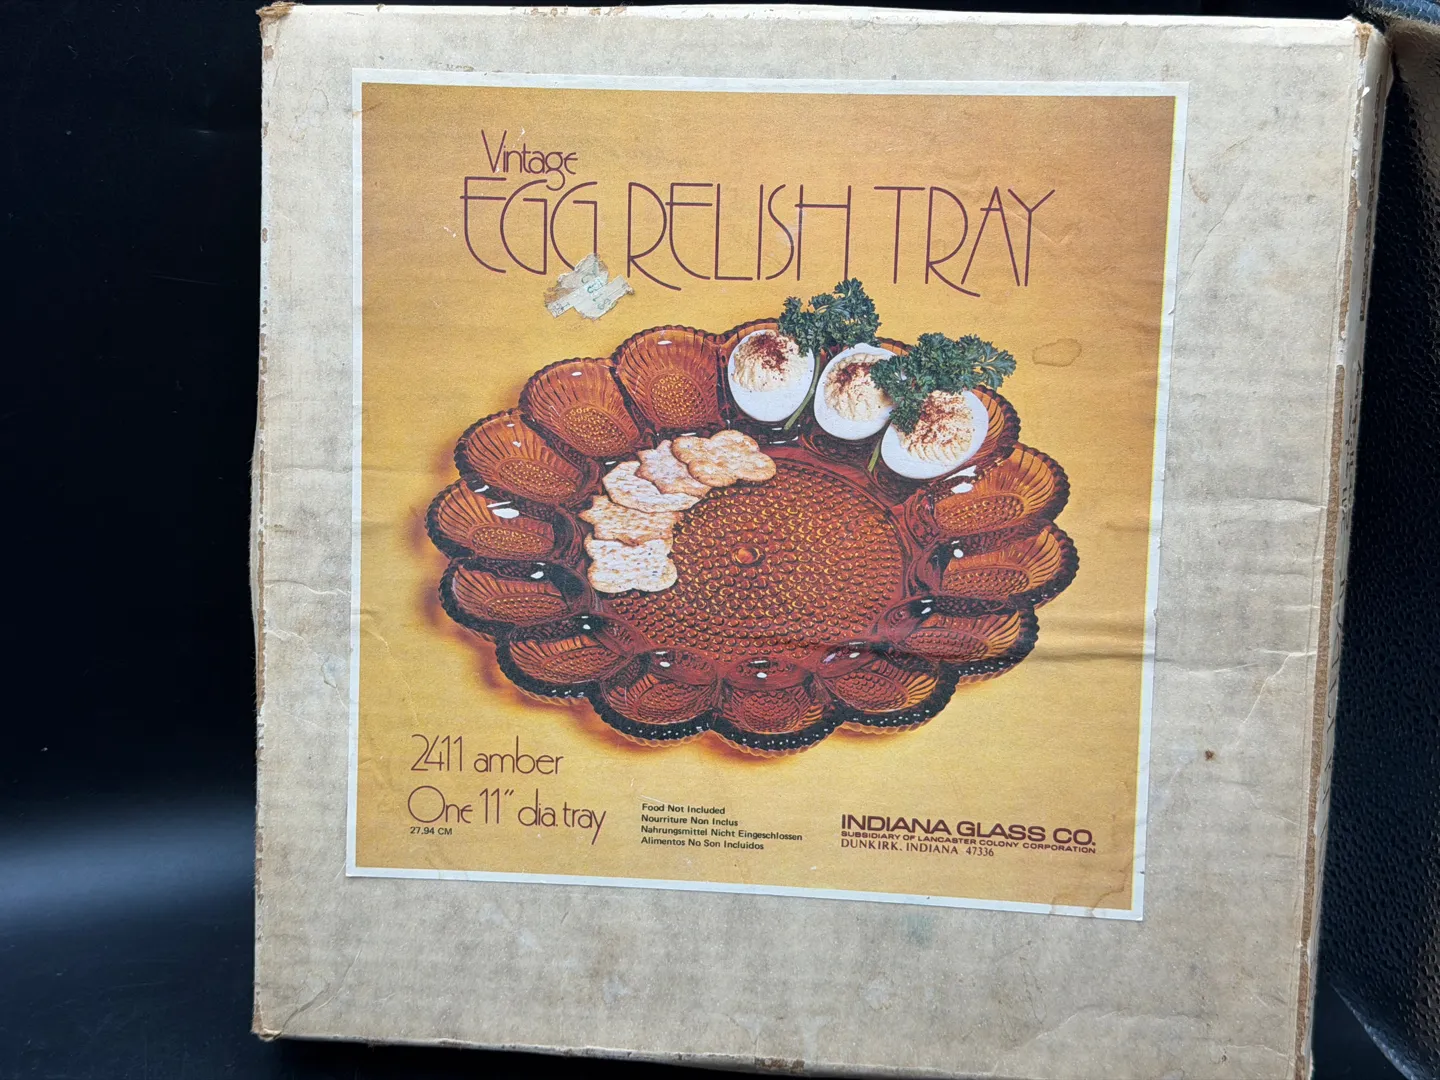 Vintage
EGG RELISH TRAY
2411 amber
One 11" dia. tray
27,94 CM
Food Not Included
Nourriture Non Inclus
Nahrungsmittel Nicht Eingeschlossen
Alimentos No Son Incluidos
INDIANA GLASS CO.
SUBSIDIARY OF LANCASTER COLONY CORPORATION
DUNKIRK, INDIANA 47336